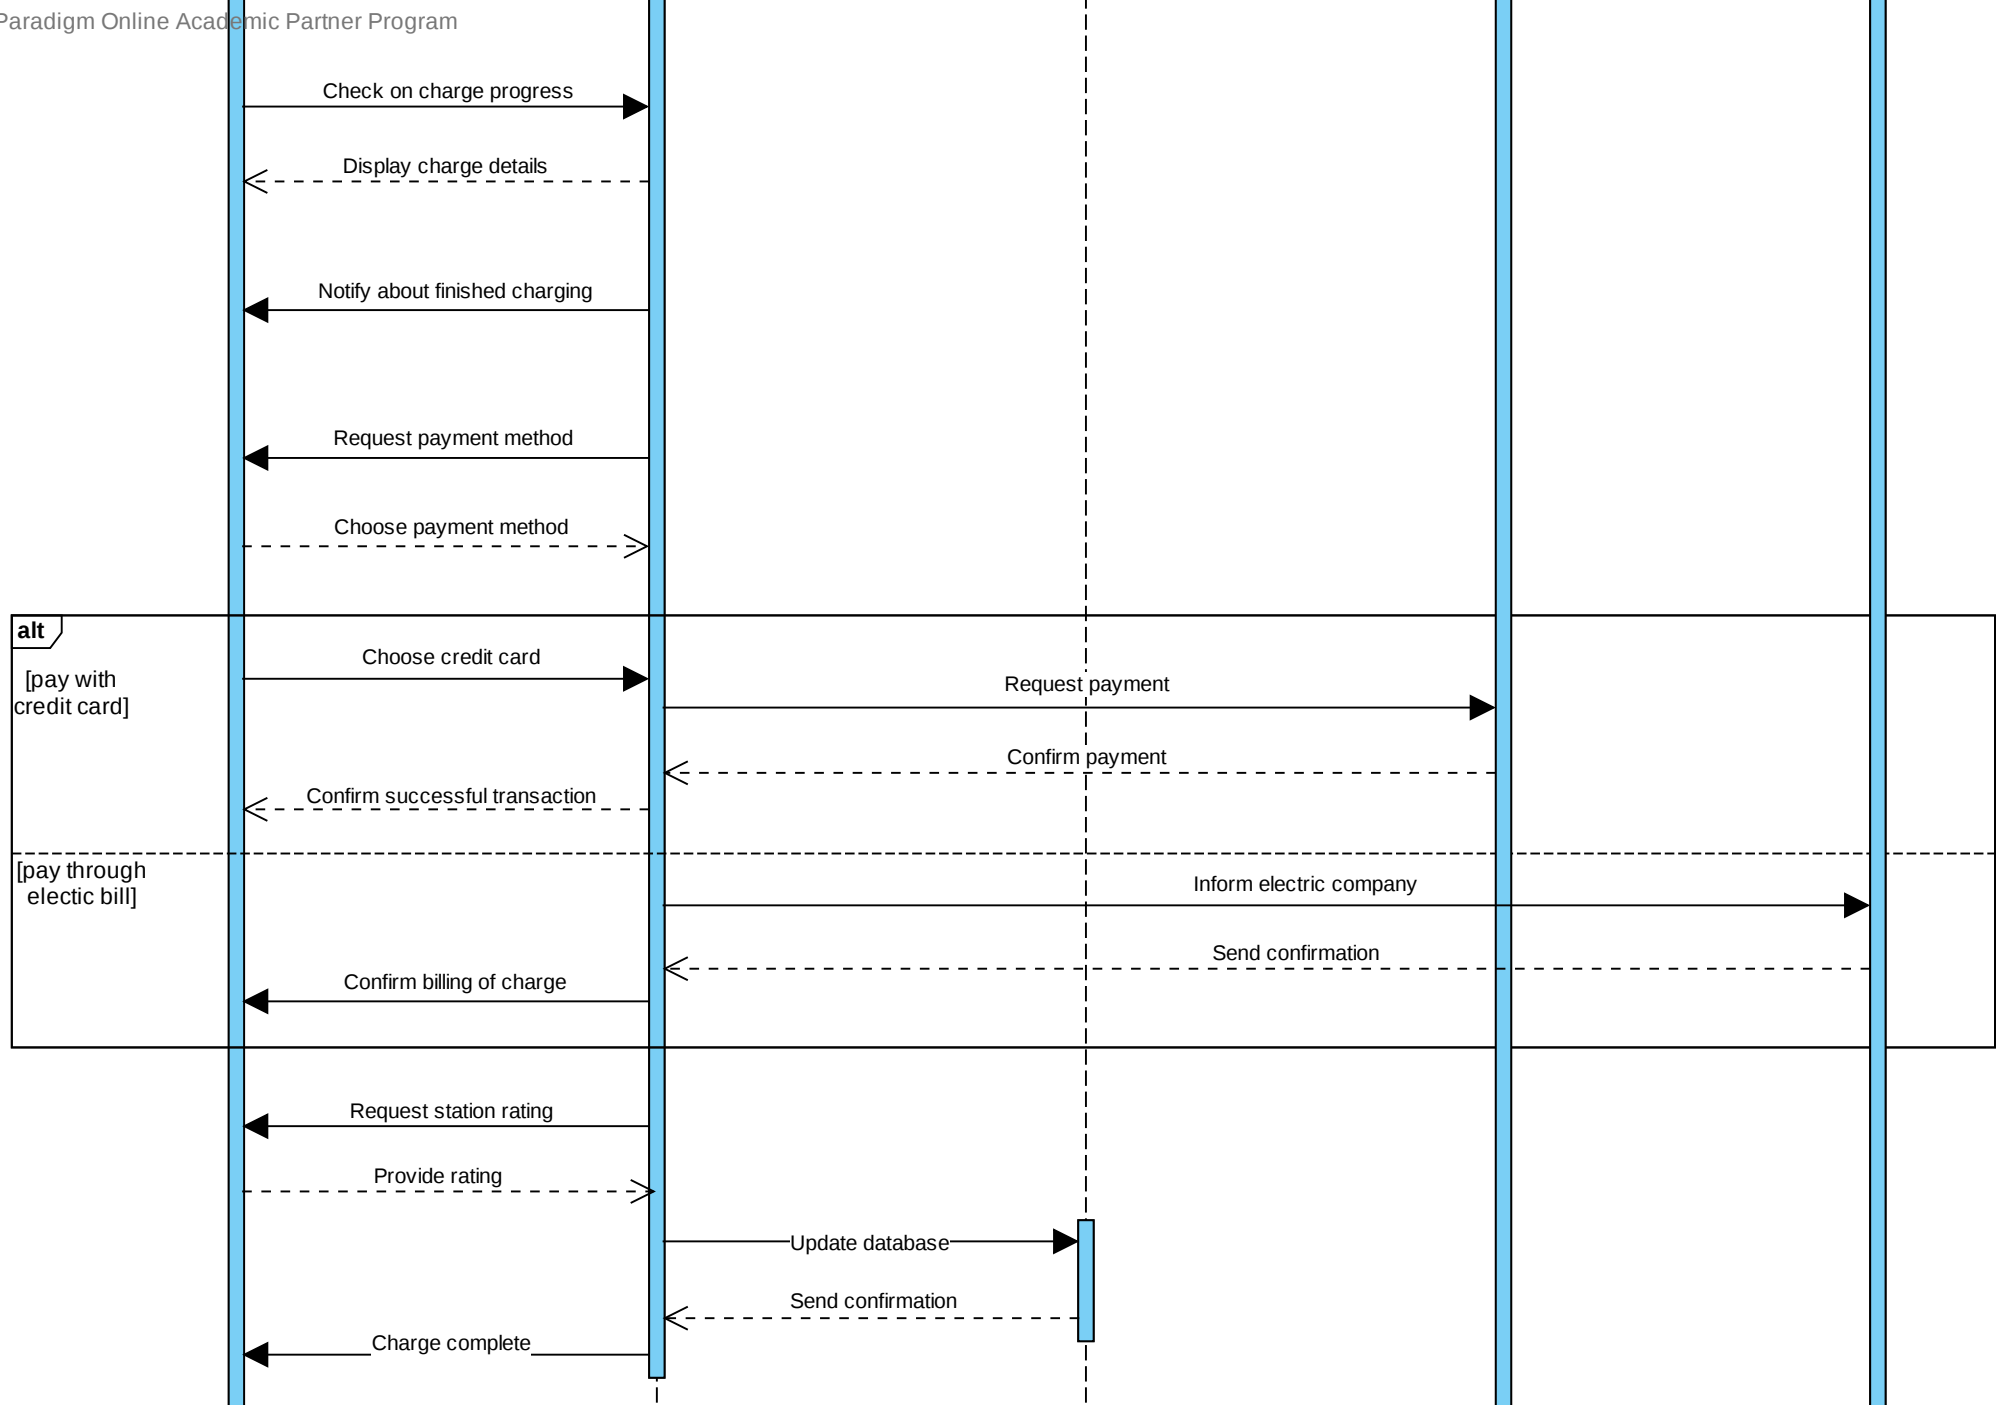 Paradigm Online Academic Partner Program
Check on charge progress
Display charge details
Notify about finished charging
Request payment method
Choose payment method
alt
[pay with
credit card]
Choose credit card
Request payment
Confirm payment
Confirm successful transaction
[pay through
electic bill]
Inform electric company
Send confirmation
Confirm billing of charge
Request station rating
Provide rating
Update database
Send confirmation
Charge complete